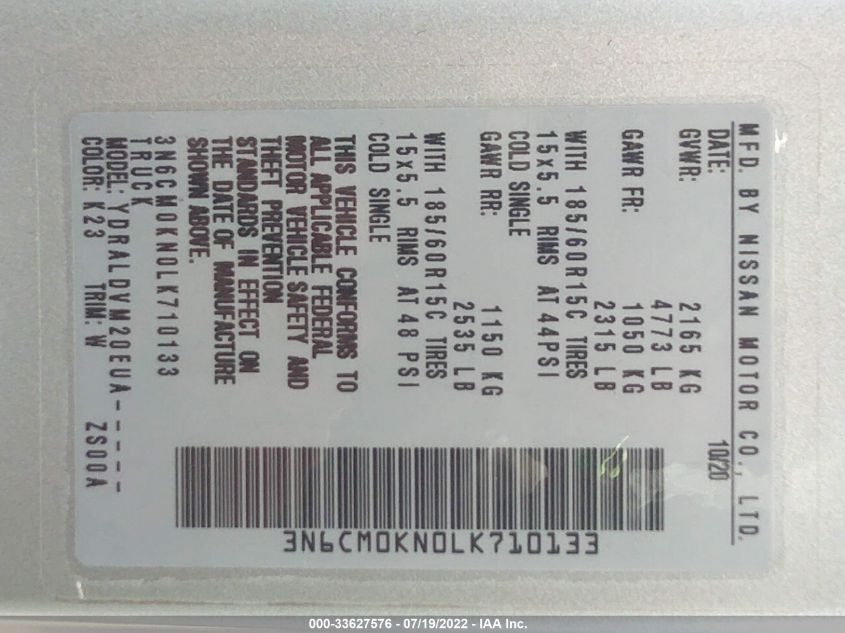 MFD. BY NISSAN MOTOR CO., LTD.
DATE: 10/20
GVWR: 2165 KG
4773 LB
GAWR FR: 1050 KG
2315 LB
WITH 185/60R15C TIRES
15x5.5 RIMS AT 44PSI
COLD SINGLE
GAWR RR: 1150 KG
2535 LB
WITH 185/60R15C TIRES
15x5.5 RIMS AT 48 PSI
COLD SINGLE
THIS VEHICLE CONFORMS TO
ALL APPLICABLE FEDERAL
MOTOR VEHICLE SAFETY AND
THEFT PREVENTION
STANDARDS IN EFFECT ON
THE DATE OF MANUFACTURE
SHOWN ABOVE.
3N6CM0KN0LK710133
TRUCK
MODEL: YDRALDVM20EUA-----
COLOR: K23 TRIM: W ZS00A
3N6CM0KN0LK710133
000-33627576 - 07/19/2022 - IAA Inc.